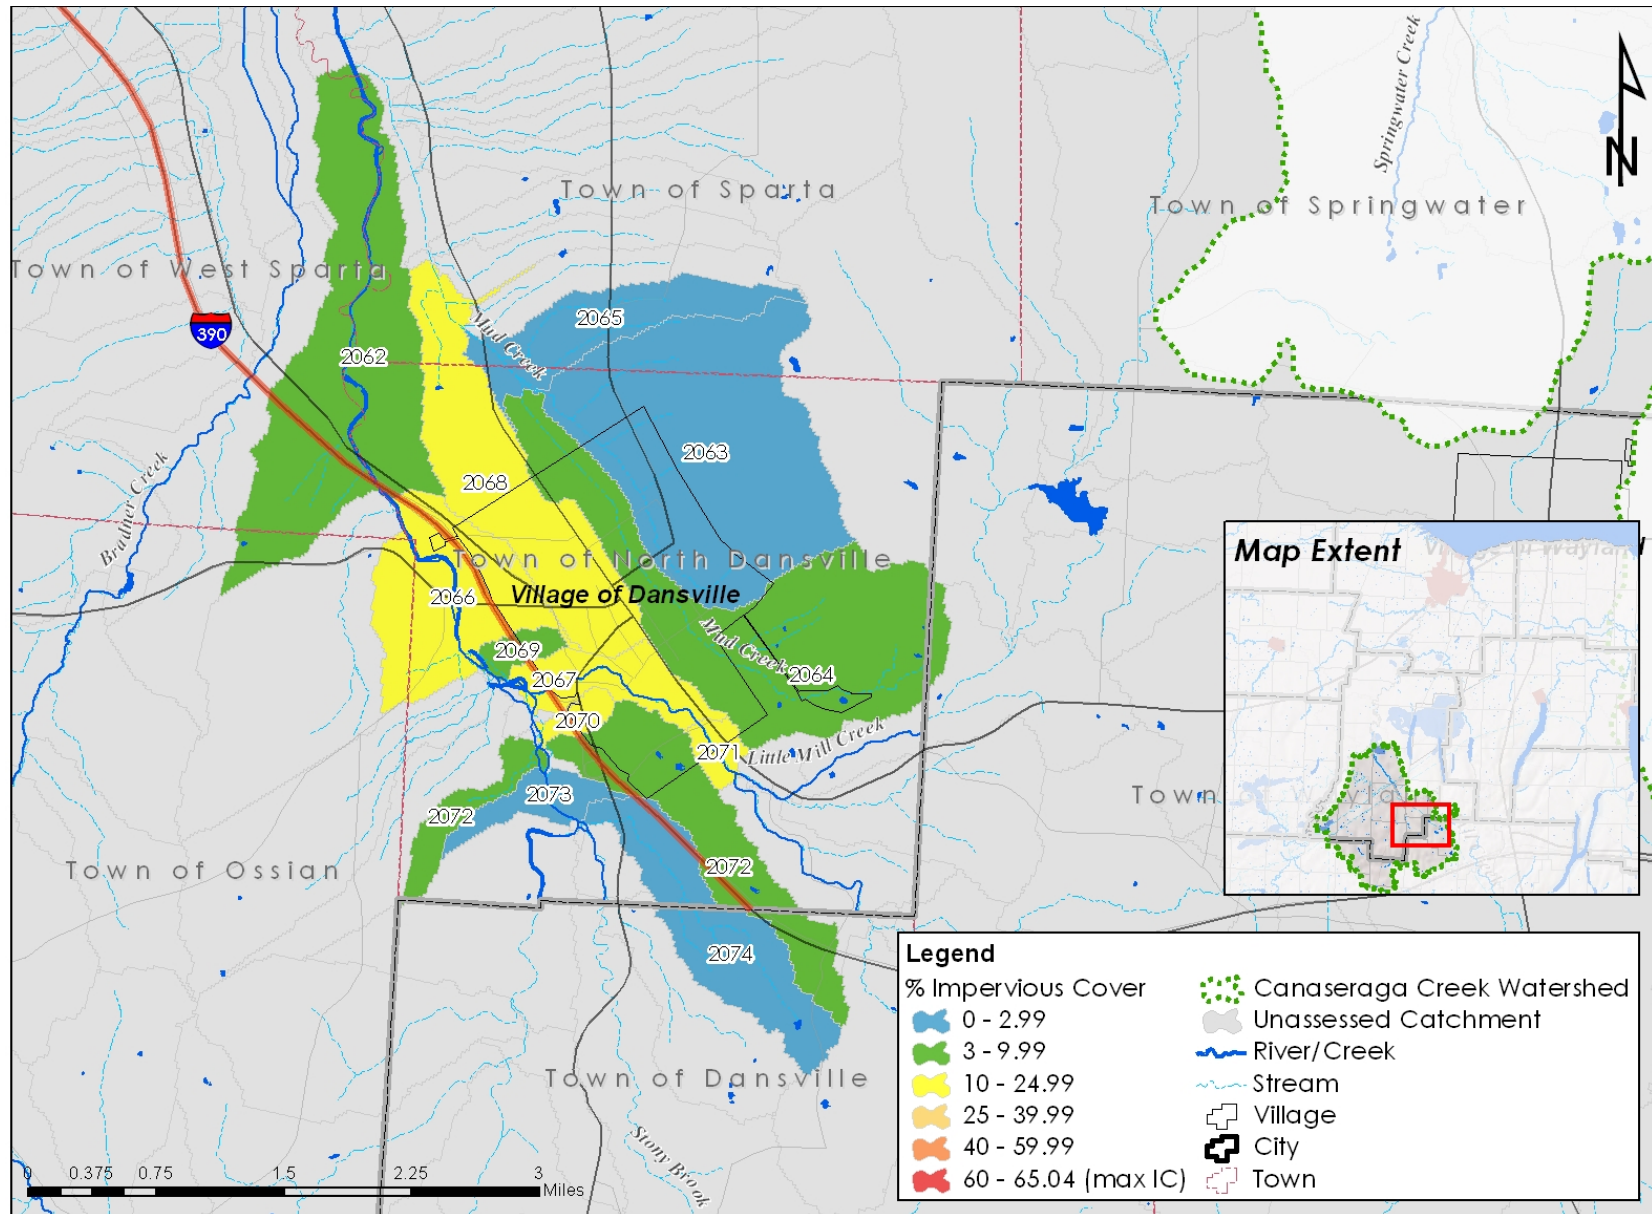 Springwater Creek
N
Town of Sparta
Town of Springwater
Town of West Sparta
390
2065
Mud Creek
2062
2063
2068
Bradner Creek
Town of North Dansville
Village of Dansville
2066
Mud Creek
2069
2064
2067
2070
2071
Little Mill Creek
2073
2072
Town of Ossian
2072
2074
Town of Dansville
Stony Brook
Town
Map Extent
Legend
% Impervious Cover
0 - 2.99
3 - 9.99
10 - 24.99
25 - 39.99
40 - 59.99
60 - 65.04 (max IC)
Canaseraga Creek Watershed
Unassessed Catchment
River/Creek
Stream
Village
City
Town
0 0.375 0.75 1.5 2.25 3
Miles